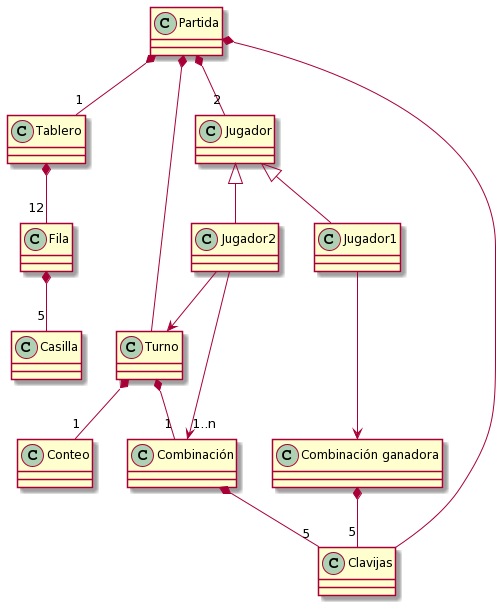 C Partida
1
2
C Tablero
C Jugador
12
C Fila
C Jugador2
C Jugador1
5
C Casilla
C Turno
1
1
1..n
C Conteo
C Combinación
C Combinación ganadora
5
5
C Clavijas